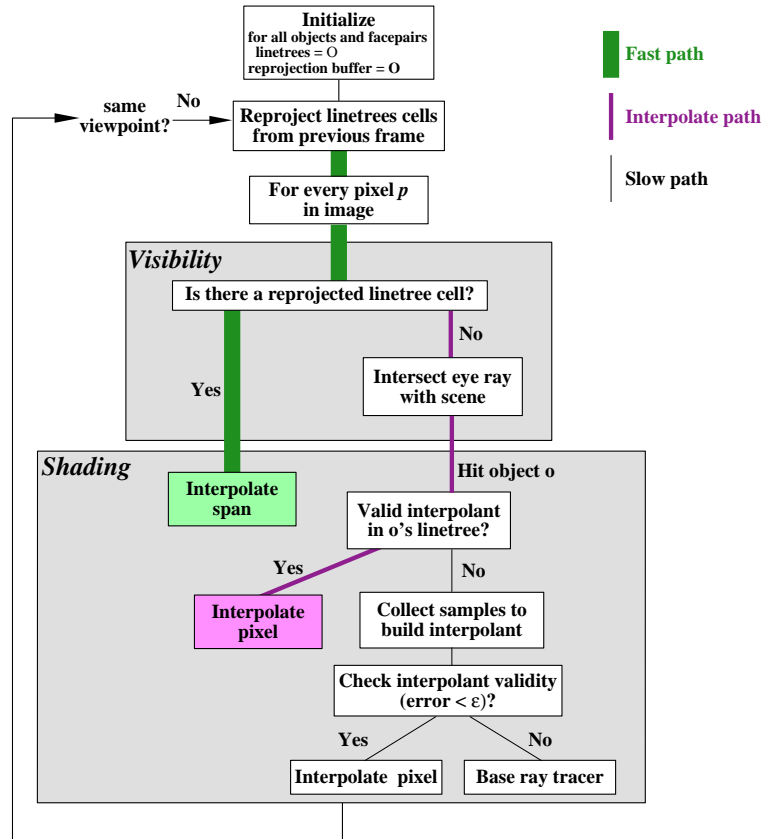 Initialize
for all objects and facepairs
linetrees = O
reprojection buffer = O
Fast path
Interpolate path
Slow path
same
viewpoint?
No
Reproject linetrees cells
from previous frame
For every pixel p
in image
Visibility
Is there a reprojected linetree cell?
Yes
No
Intersect eye ray
with scene
Shading
Hit object o
Interpolate
span
Valid interpolant
in o's linetree?
Yes
No
Interpolate
pixel
Collect samples to
build interpolant
Check interpolant validity
(error < ε)?
Yes
No
Interpolate pixel
Base ray tracer